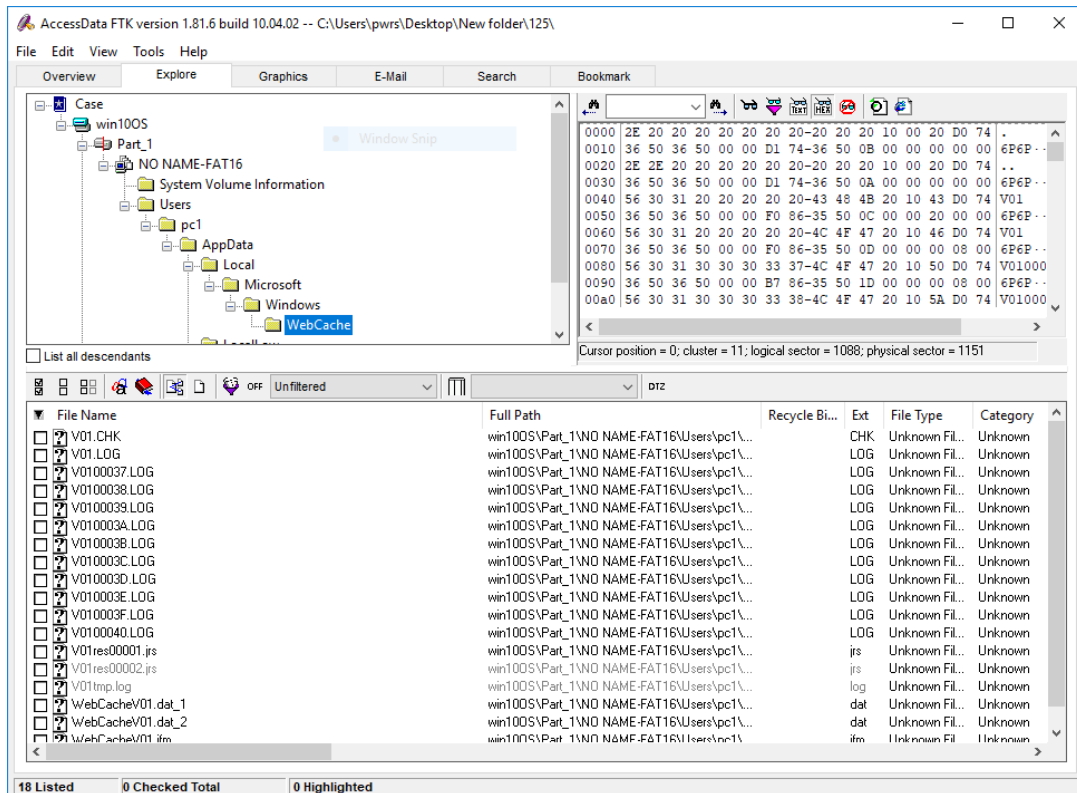 AccessData FTK version 1.81.6 build 10.04.02 -- C:\Users\pwrs\Desktop\New folder\125\
File Edit View Tools Help
Overview Explore Graphics E-Mail Search Bookmark
Case
win10OS
Part_1
NO NAME-FAT16
System Volume Information
Users
pc1
AppData
Local
Microsoft
Windows
WebCache
Window Snip
List all descendants
TEXT HEX
0000 2E 20 20 20 20 20 20 20-20 20 20 10 00 20 D0 74 .
0010 36 50 36 50 00 00 D1 74-36 50 0B 00 00 00 00 00 6P6P··
0020 2E 2E 20 20 20 20 20 20-20 20 20 10 00 20 D0 74 ..
0030 36 50 36 50 00 00 D1 74-36 50 0A 00 00 00 00 00 6P6P··
0040 56 30 31 20 20 20 20 20-43 48 4B 20 10 43 D0 74 V01
0050 36 50 36 50 00 00 F0 86-35 50 0C 00 00 20 00 00 6P6P··
0060 56 30 31 20 20 20 20 20-4C 4F 47 20 10 46 D0 74 V01
0070 36 50 36 50 00 00 F0 86-35 50 0D 00 00 00 08 00 6P6P··
0080 56 30 31 30 30 30 33 37-4C 4F 47 20 10 50 D0 74 V01000
0090 36 50 36 50 00 00 B7 86-35 50 1D 00 00 00 08 00 6P6P··
00a0 56 30 31 30 30 30 33 38-4C 4F 47 20 10 5A D0 74 V01000
Cursor position = 0; cluster = 11; logical sector = 1088; physical sector = 1151
OFF Unfiltered DTZ
File Name Full Path Recycle Bi... Ext File Type Category
V01.CHK win10OS\Part_1\NO NAME-FAT16\Users\pc1\... CHK Unknown Fil... Unknown
V01.LOG win10OS\Part_1\NO NAME-FAT16\Users\pc1\... LOG Unknown Fil... Unknown
V0100037.LOG win10OS\Part_1\NO NAME-FAT16\Users\pc1\... LOG Unknown Fil... Unknown
V0100038.LOG win10OS\Part_1\NO NAME-FAT16\Users\pc1\... LOG Unknown Fil... Unknown
V0100039.LOG win10OS\Part_1\NO NAME-FAT16\Users\pc1\... LOG Unknown Fil... Unknown
V010003A.LOG win10OS\Part_1\NO NAME-FAT16\Users\pc1\... LOG Unknown Fil... Unknown
V010003B.LOG win10OS\Part_1\NO NAME-FAT16\Users\pc1\... LOG Unknown Fil... Unknown
V010003C.LOG win10OS\Part_1\NO NAME-FAT16\Users\pc1\... LOG Unknown Fil... Unknown
V010003D.LOG win10OS\Part_1\NO NAME-FAT16\Users\pc1\... LOG Unknown Fil... Unknown
V010003E.LOG win10OS\Part_1\NO NAME-FAT16\Users\pc1\... LOG Unknown Fil... Unknown
V010003F.LOG win10OS\Part_1\NO NAME-FAT16\Users\pc1\... LOG Unknown Fil... Unknown
V0100040.LOG win10OS\Part_1\NO NAME-FAT16\Users\pc1\... LOG Unknown Fil... Unknown
V01res00001.jrs win10OS\Part_1\NO NAME-FAT16\Users\pc1\... jrs Unknown Fil... Unknown
V01res00002.jrs win10OS\Part_1\NO NAME-FAT16\Users\pc1\... jrs Unknown Fil... Unknown
V01tmp.log win10OS\Part_1\NO NAME-FAT16\Users\pc1\... log Unknown Fil... Unknown
WebCacheV01.dat_1 win10OS\Part_1\NO NAME-FAT16\Users\pc1\... dat Unknown Fil... Unknown
WebCacheV01.dat_2 win10OS\Part_1\NO NAME-FAT16\Users\pc1\... dat Unknown Fil... Unknown
WebCacheV01.jfm win10OS\Part_1\NO NAME-FAT16\Users\pc1\... jfm Unknown Fil... Unknown
18 Listed 0 Checked Total 0 Highlighted